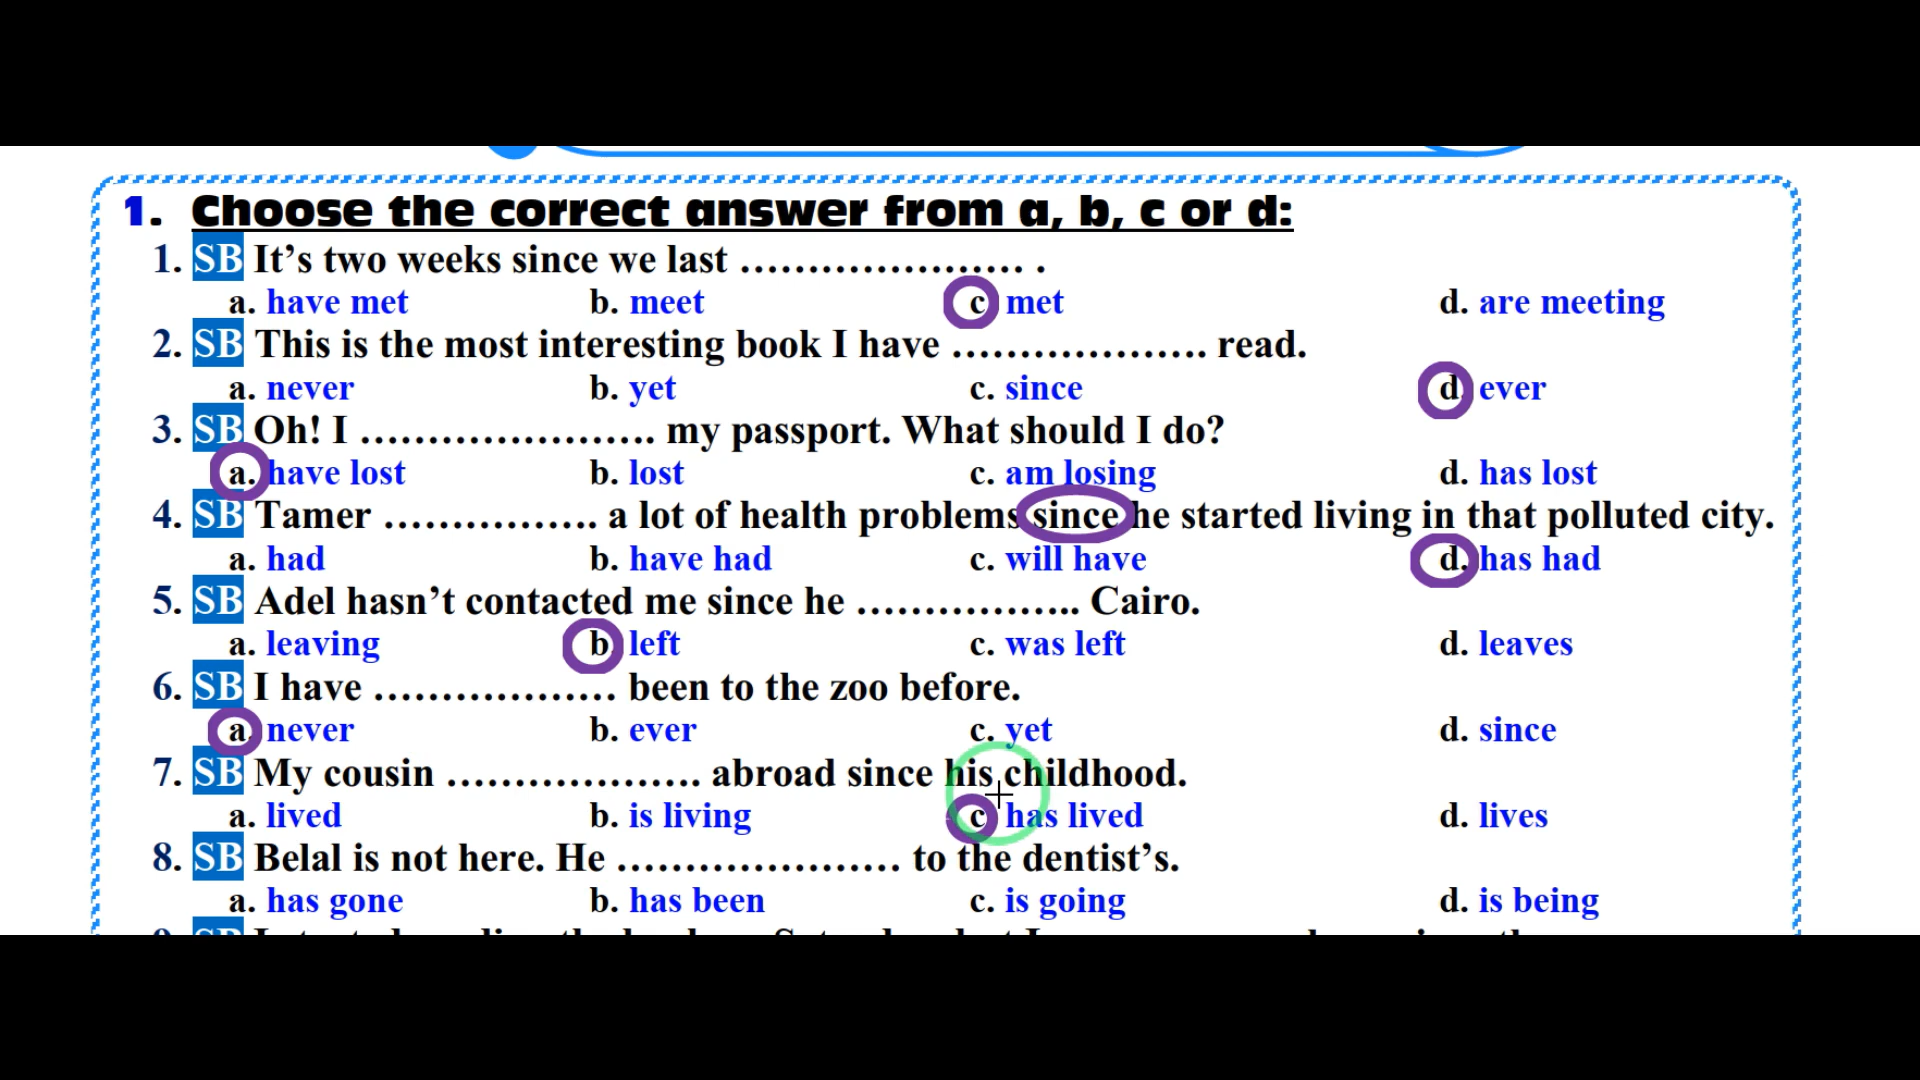 1. Choose the correct answer from a, b, c or d:
1. SB It’s two weeks since we last ………………… .
a. have met b. meet c. met d. are meeting
2. SB This is the most interesting book I have ………………. read.
a. never b. yet c. since d. ever
3. SB Oh! I …………………. my passport. What should I do?
a. have lost b. lost c. am losing d. has lost
4. SB Tamer ……………. a lot of health problems since he started living in that polluted city.
a. had b. have had c. will have d. has had
5. SB Adel hasn’t contacted me since he …………….. Cairo.
a. leaving b. left c. was left d. leaves
6. SB I have ……………… been to the zoo before.
a. never b. ever c. yet d. since
7. SB My cousin ………………. abroad since his childhood.
a. lived b. is living c. has lived d. lives
8. SB Belal is not here. He ………………… to the dentist’s.
a. has gone b. has been c. is going d. is being